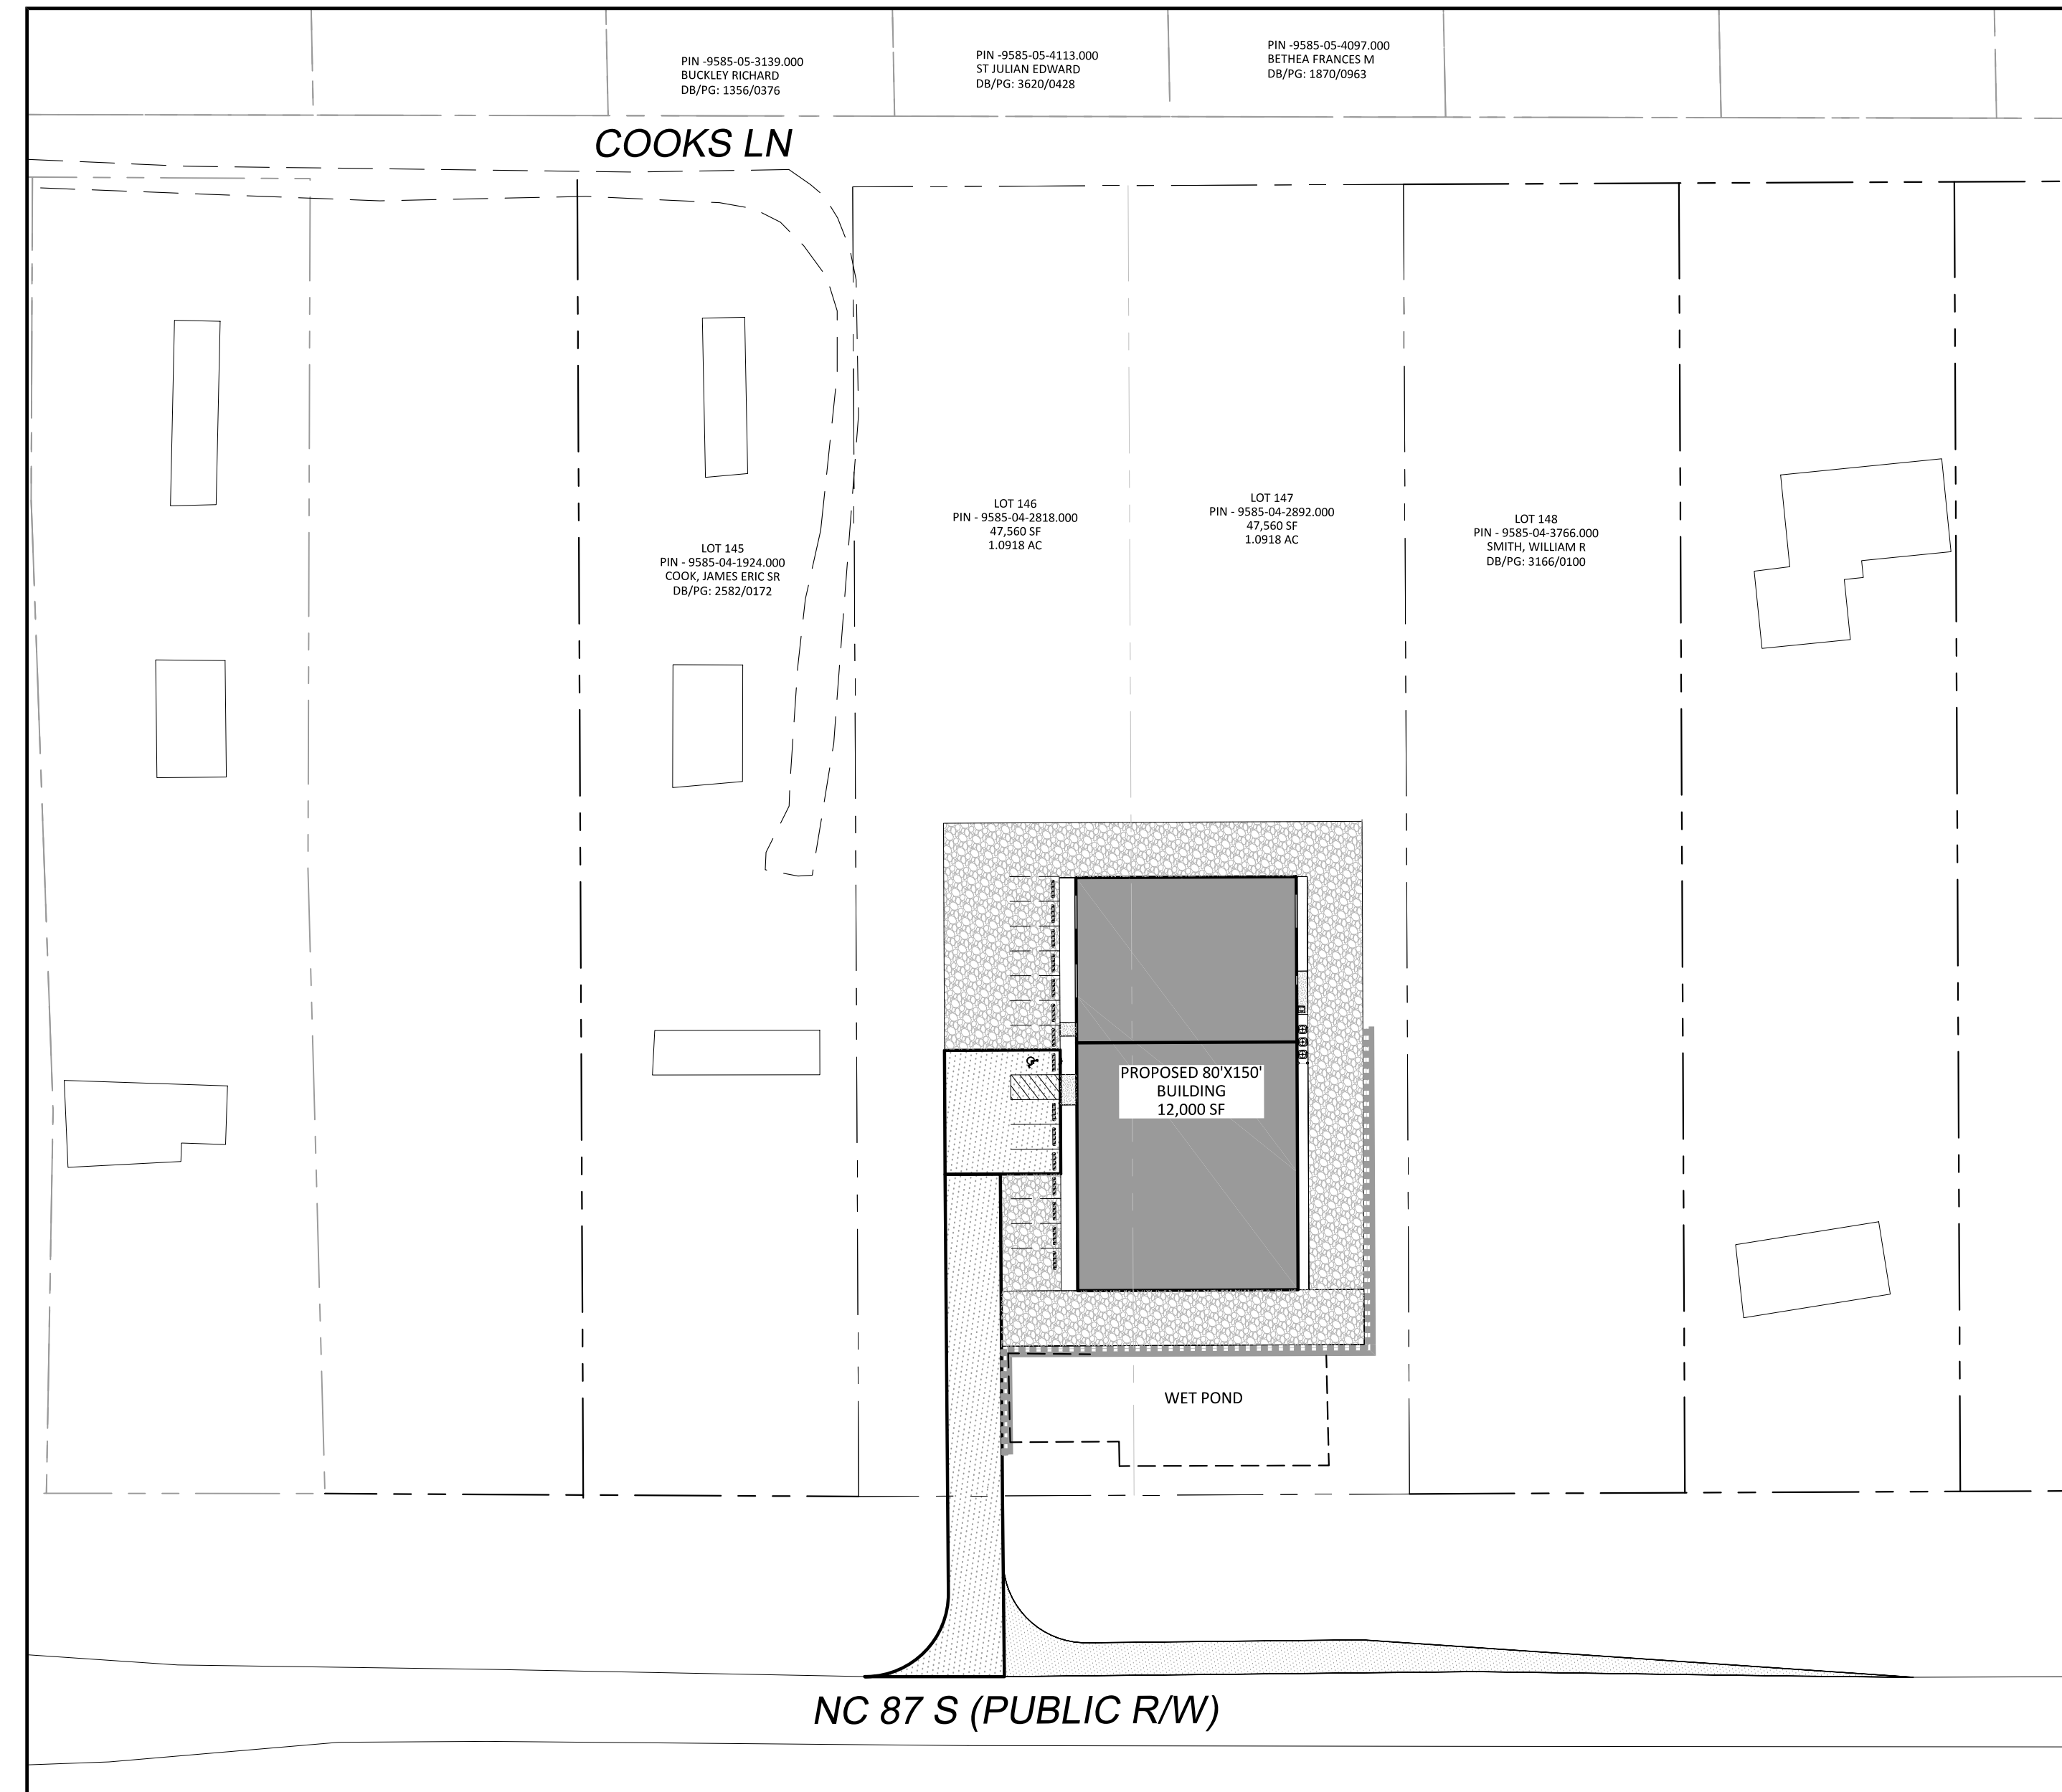 PIN -9585-05-3139.000
BUCKLEY RICHARD
DB/PG: 1356/0376
PIN -9585-05-4113.000
ST JULIAN EDWARD
DB/PG: 3620/0428
PIN -9585-05-4097.000
BETHEA FRANCES M
DB/PG: 1870/0963
COOKS LN
LOT 145
PIN - 9585-04-1924.000
COOK, JAMES ERIC SR
DB/PG: 2582/0172
LOT 146
PIN - 9585-04-2818.000
47,560 SF
1.0918 AC
LOT 147
PIN - 9585-04-2892.000
47,560 SF
1.0918 AC
LOT 148
PIN - 9585-04-3766.000
SMITH, WILLIAM R
DB/PG: 3166/0100
PROPOSED 80'X150'
BUILDING
12,000 SF
WET POND
NC 87 S (PUBLIC R/W)